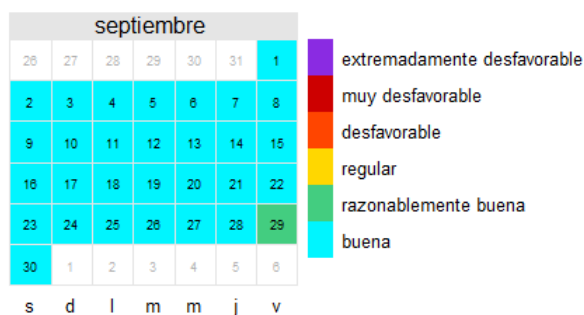 septiembre
26 27 28 29 30 31 1
2 3 4 5 6 7 8
9 10 11 12 13 14 15
16 17 18 19 20 21 22
23 24 25 26 27 28 29
30 1 2 3 4 5 6
s d l m m j v
extremadamente desfavorable
muy desfavorable
desfavorable
regular
razonablemente buena
buena